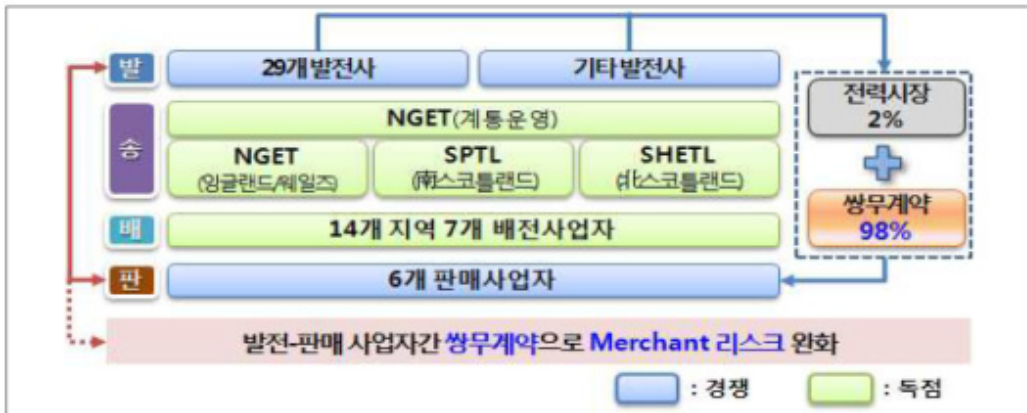 발
29개 발전사
기타 발전사
전력시장
2%
송
NGET(계통운영)
NGET
(잉글랜드/웨일즈)
SPTL
(南스코틀랜드)
SHETL
(北스코틀랜드)
쌍무계약
98%
배
14개 지역 7개 배전사업자
판
6개 판매사업자
발전-판매 사업자간 쌍무계약으로 Merchant 리스크 완화
: 경쟁
: 독점